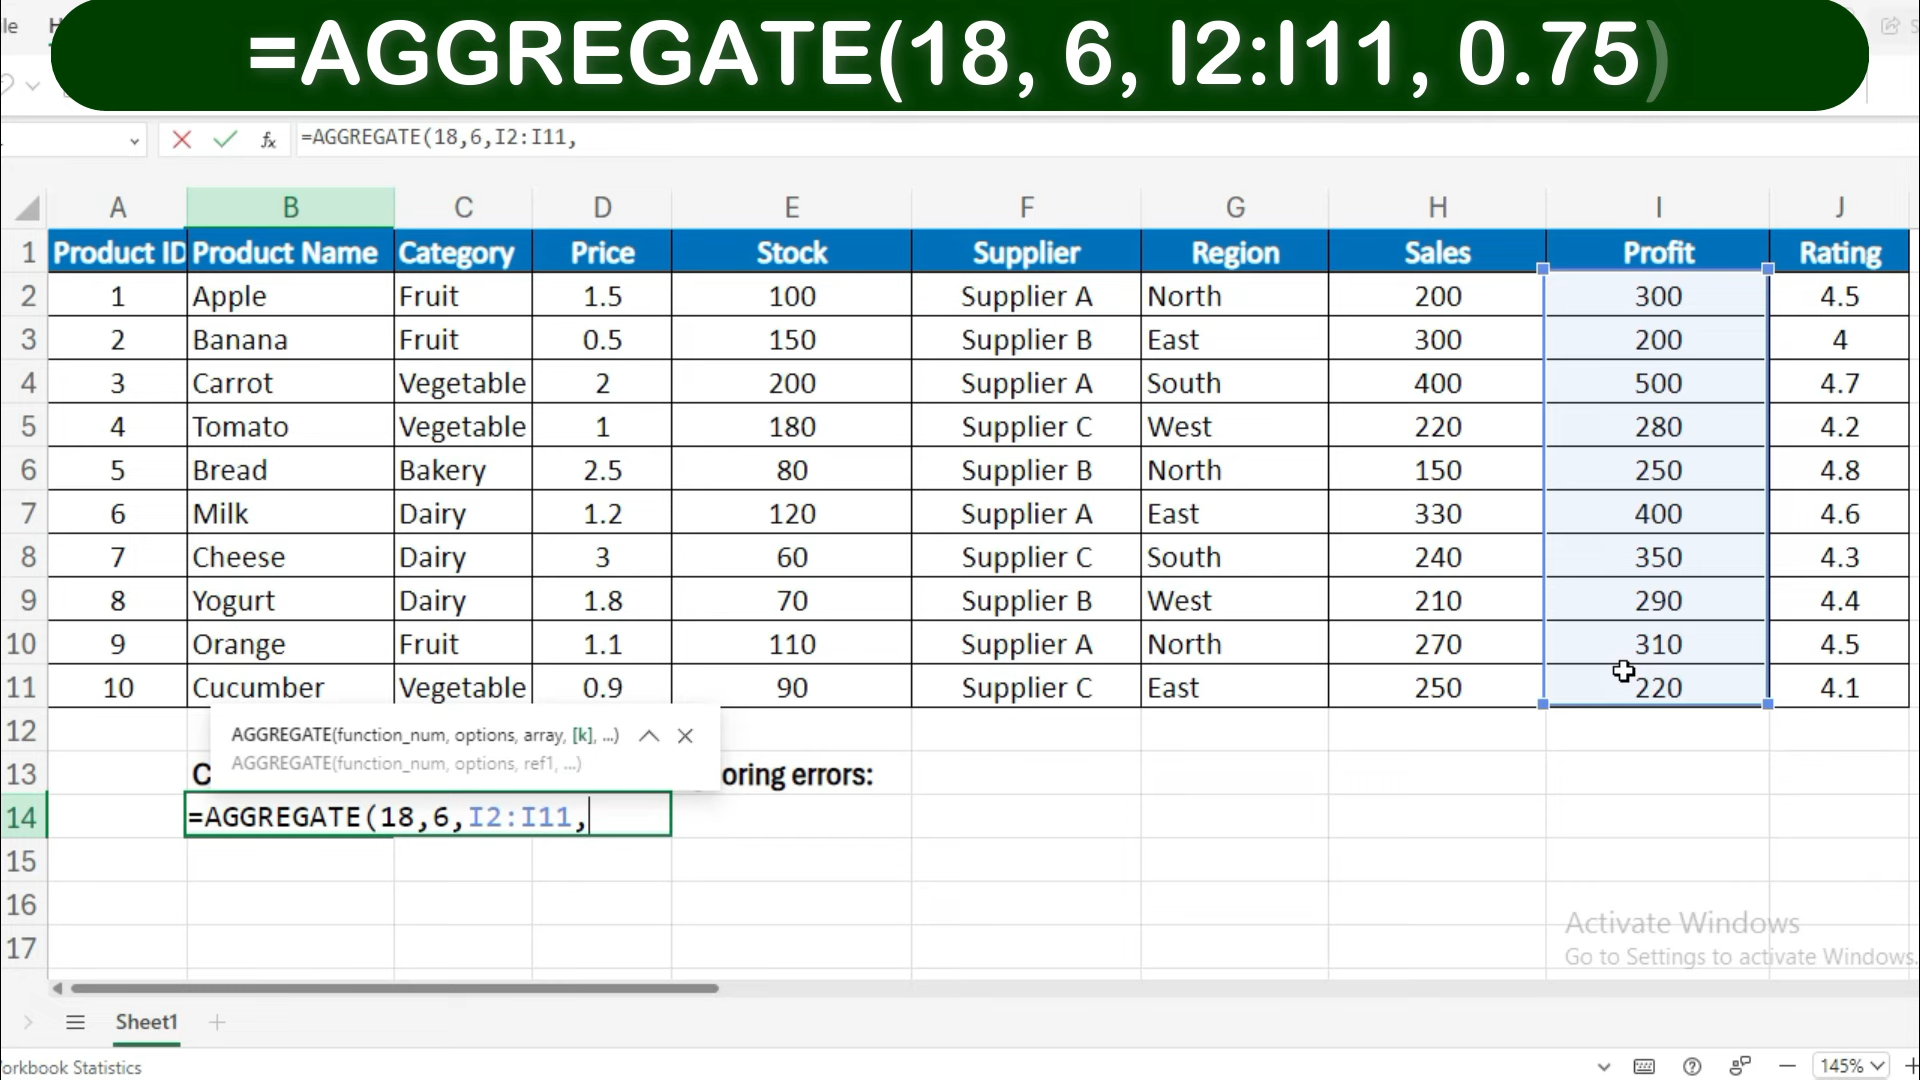 =AGGREGATE(18, 6, I2:I11, 0.75)
=AGGREGATE(18,6,I2:I11,
A B C D E F G H I J
1 Product ID Product Name Category Price Stock Supplier Region Sales Profit Rating
2 1 Apple Fruit 1.5 100 Supplier A North 200 300 4.5
3 2 Banana Fruit 0.5 150 Supplier B East 300 200 4
4 3 Carrot Vegetable 2 200 Supplier A South 400 500 4.7
5 4 Tomato Vegetable 1 180 Supplier C West 220 280 4.2
6 5 Bread Bakery 2.5 80 Supplier B North 150 250 4.8
7 6 Milk Dairy 1.2 120 Supplier A East 330 400 4.6
8 7 Cheese Dairy 3 60 Supplier C South 240 350 4.3
9 8 Yogurt Dairy 1.8 70 Supplier B West 210 290 4.4
10 9 Orange Fruit 1.1 110 Supplier A North 270 310 4.5
11 10 Cucumber Vegetable 0.9 90 Supplier C East 250 220 4.1
12
AGGREGATE(function_num, options, array, [k], ...)
AGGREGATE(function_num, options, ref1, ...)
13 C oring errors:
14 =AGGREGATE(18,6,I2:I11,
15
16
17
Activate Windows
Go to Settings to activate Windows.
Sheet1
orkbook Statistics
145%